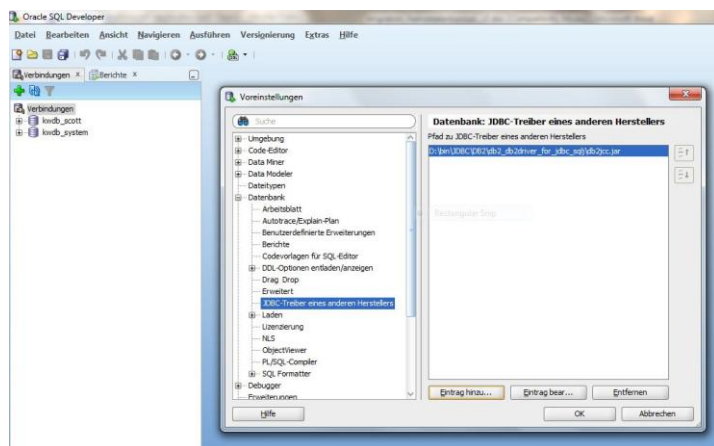 Oracle SQL Developer
Datei Bearbeiten Ansicht Navigieren Ausführen Versionierung Extras Hilfe
Verbindungen
Berichte
Verbindungen
kwdb_scott
kwdb_system
Voreinstellungen
Suche
Umgebung
Code-Editor
Data Miner
Data Modeler
Dateitypen
Datenbank
Arbeitsblatt
Autotrace/Explain-Plan
Benutzerdefinierte Erweiterungen
Berichte
Codevorlagen für SQL-Editor
DDL-Optionen entladen/anzeigen
Drag Drop
Erweitert
JDBC-Treiber eines anderen Herstellers
Laden
Lizenzierung
NLS
ObjectViewer
PL/SQL-Compiler
SQL Formatter
Debugger
Erweiterungen
Datenbank: JDBC-Treiber eines anderen Herstellers
Pfad zu JDBC-Treiber eines anderen Herstellers
D:\bin\JDBC\DB2\db2_db2driver_for_jdbc_sqlj\db2jcc.jar
Rectangular Snip
Eintrag hinzu... Eintrag bear... Entfernen
Hilfe OK Abbrechen